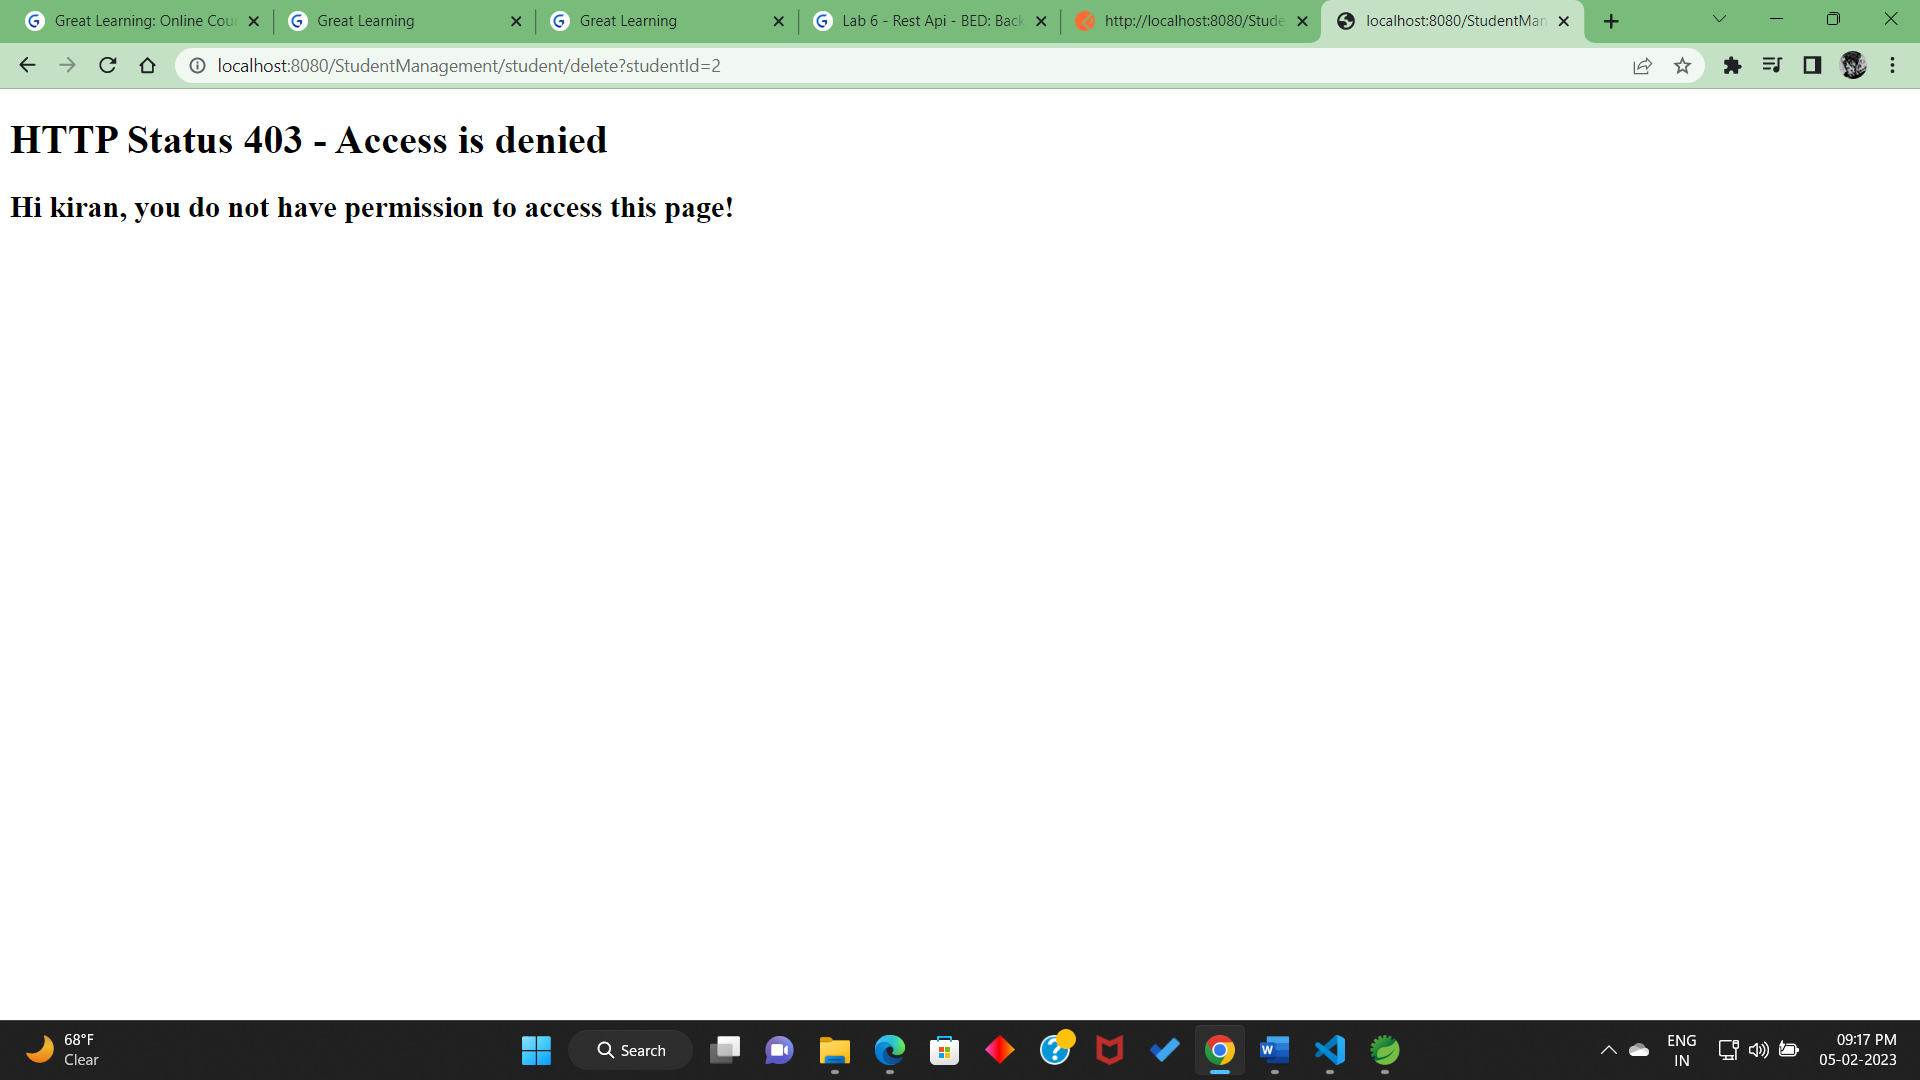 Great Learning: Online Cour
Great Learning
Great Learning
Lab 6 - Rest Api - BED: Back
http://localhost:8080/Stude
localhost:8080/StudentMan
localhost:8080/StudentManagement/student/delete?studentId=2
HTTP Status 403 - Access is denied
Hi kiran, you do not have permission to access this page!
68°F
Clear
Search
ENG
IN
09:17 PM
05-02-2023